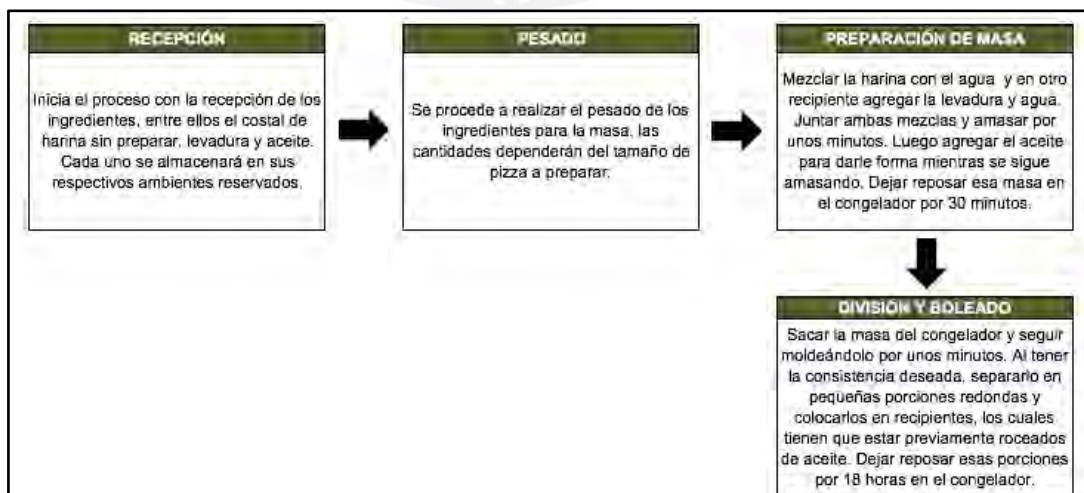 RECEPCIÓN
Inicia el proceso con la recepción de los
ingredientes, entre ellos el costal de
harina sin preparar, levadura y aceite.
Cada uno se almacenará en sus
respectivos ambientes reservados.
PESADO
Se procede a realizar el pesado de los
ingredientes para la masa, las
cantidades dependerán del tamaño de
pizza a preparar.
PREPARACIÓN DE MASA
Mezclar la harina con el agua y en otro
recipiente agregar la levadura y agua.
Juntar ambas mezclas y amasar por
unos minutos. Luego agregar el aceite
para darle forma mientras se sigue
amasando. Dejar reposar esa masa en
el congelador por 30 minutos.
DIVISIÓN Y BOLEADO
Sacar la masa del congelador y seguir
moldeándolo por unos minutos. Al tener
la consistencia deseada, separarlo en
pequeñas porciones redondas y
colocarlos en recipientes, los cuales
tienen que estar previamente roceados
de aceite. Dejar reposar esas porciones
por 18 horas en el congelador.